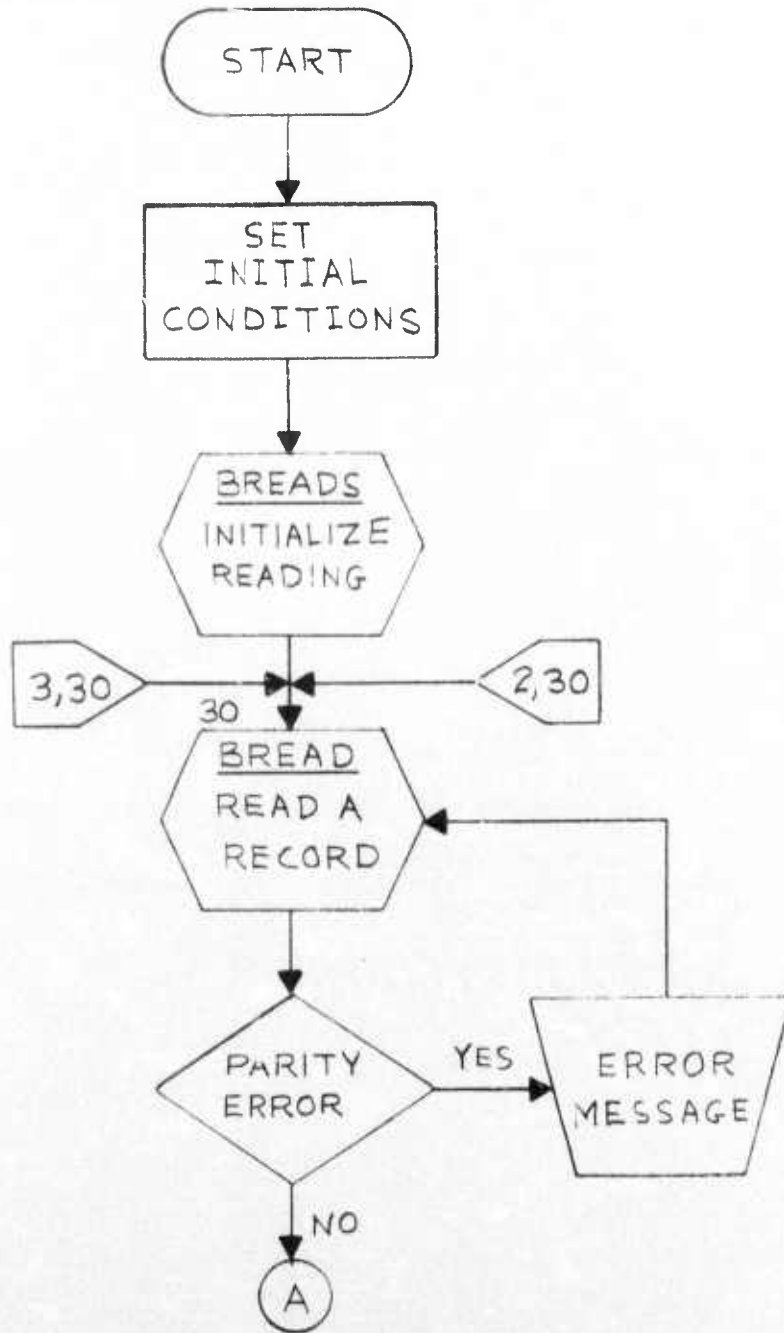 START
SET
INITIAL
CONDITIONS
BREADS
INITIALIZE
READING
3,30
2,30
30
BREAD
READ A
RECORD
PARITY
ERROR
YES
ERROR
MESSAGE
NO
A